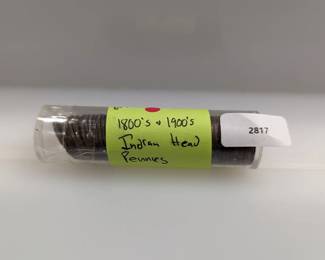 1800's & 1900's
Indian Head
Pennies
2817